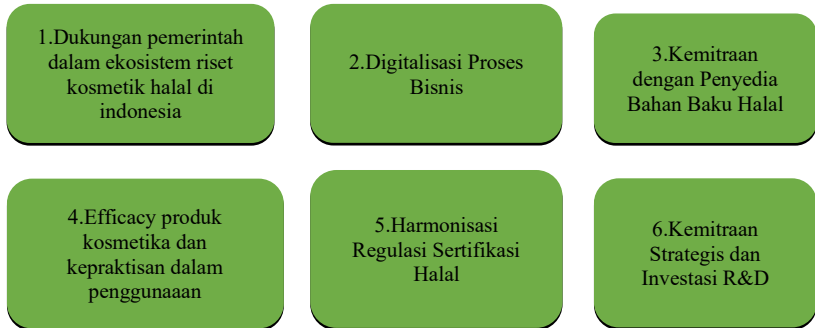 1.Dukungan pemerintah
dalam ekosistem riset
kosmetik halal di
indonesia
2.Digitalisasi Proses
Bisnis
3.Kemitraan
dengan Penyedia
Bahan Baku Halal
4.Efficacy produk
kosmetika dan
kepraktisan dalam
penggunaaan
5.Harmonisasi
Regulasi Sertifikasi
Halal
6.Kemitraan
Strategis dan
Investasi R&D